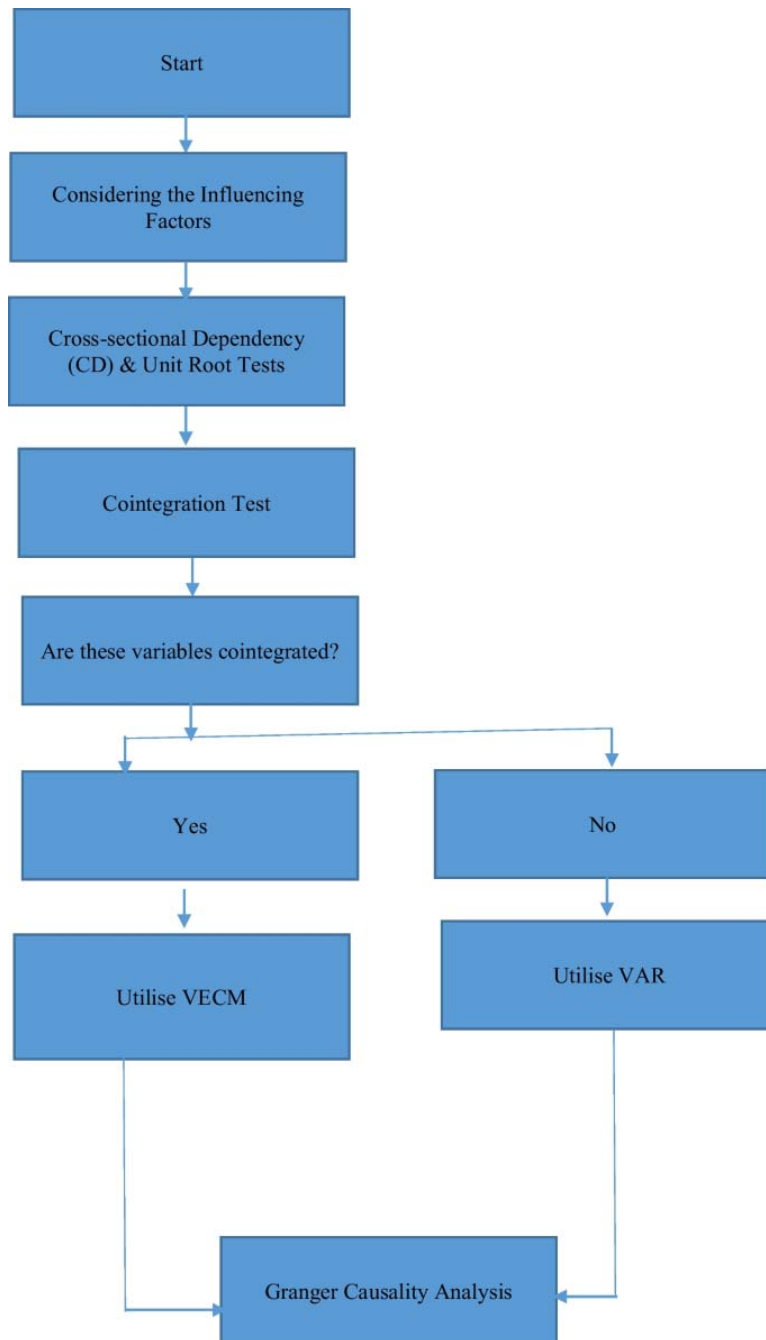 Start
Considering the Influencing
Factors
Cross-sectional Dependency
(CD) & Unit Root Tests
Cointegration Test
Are these variables cointegrated?
Yes
No
Utilise VECM
Utilise VAR
Granger Causality Analysis